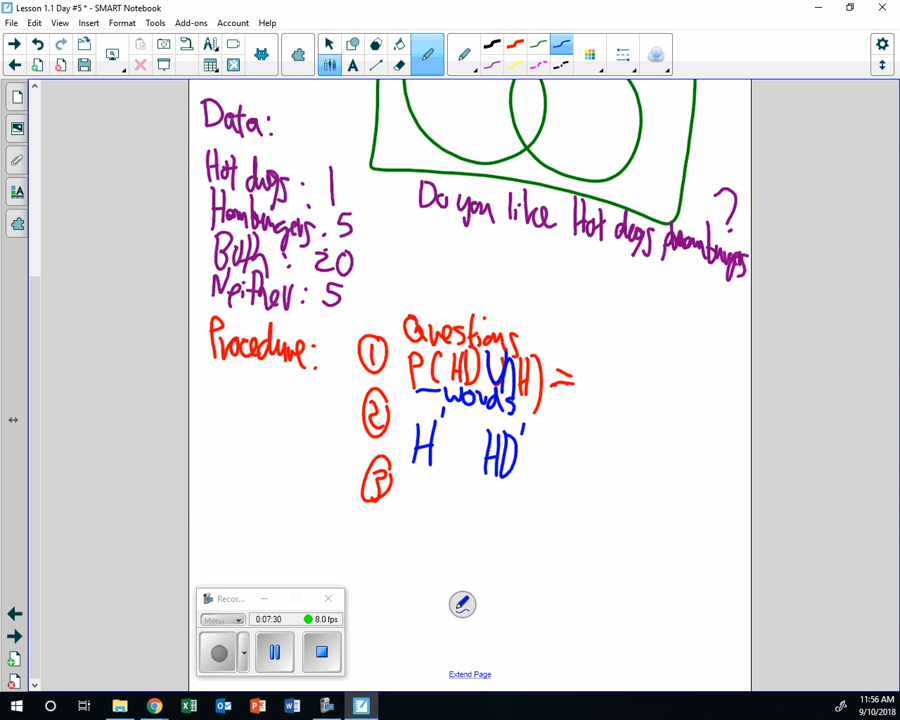 Lesson 1.1 Day #5 * - SMART Notebook
File Edit View Insert Format Tools Add-ons Account Help
Data:
Hot dogs: 1
Hamburgers: 5
Both: 20
Neither: 5
Do you like Hot dogs Hamburgers ?
Procedure:
Questions
① P(HD H) =
words
②
H' HD'
③
Recor...
Menu 0:07:30 8.0 fps
Extend Page
11:56 AM
9/10/2018